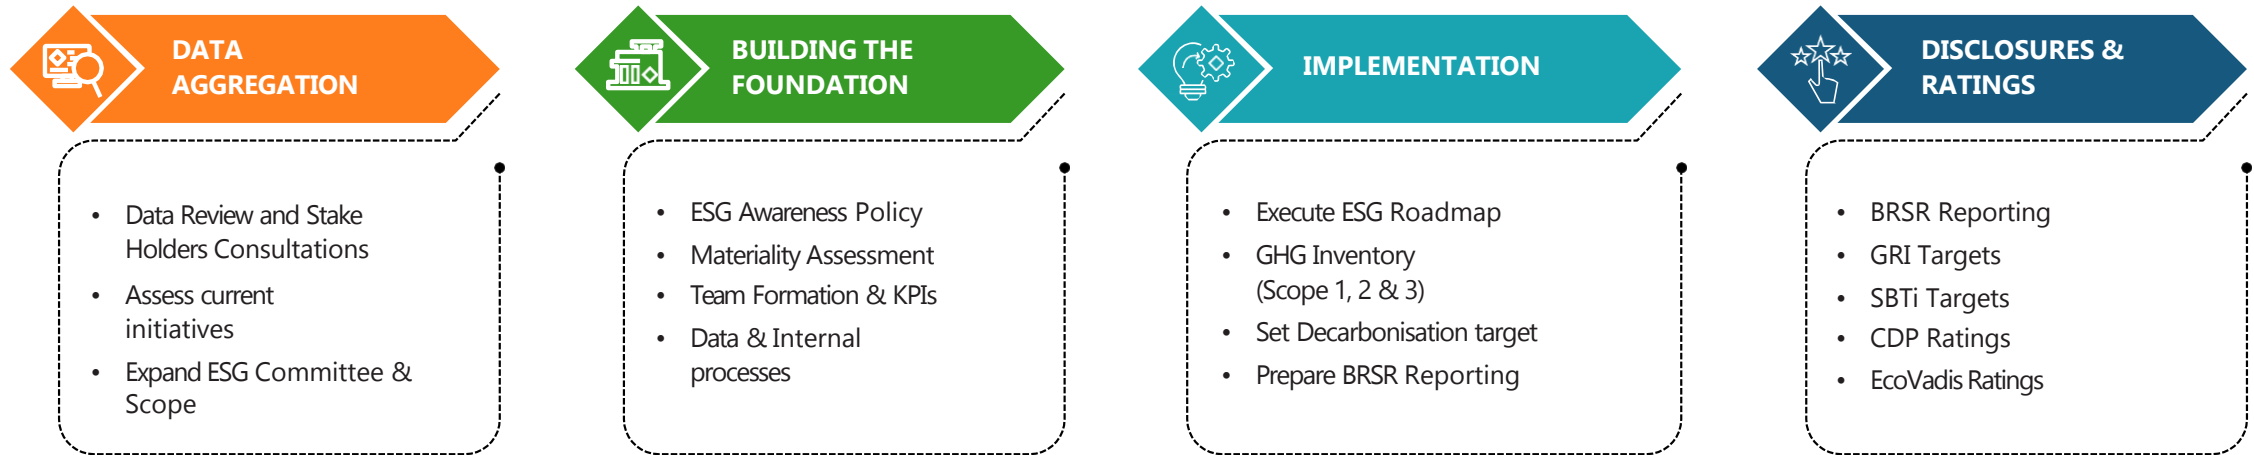 DATA
AGGREGATION
• Data Review and Stake
Holders Consultations
• Assess current
initiatives
• Expand ESG Committee &
Scope
BUILDING THE
FOUNDATION
• ESG Awareness Policy
• Materiality Assessment
• Team Formation & KPIs
• Data & Internal
processes
IMPLEMENTATION
• Execute ESG Roadmap
• GHG Inventory
(Scope 1, 2 & 3)
• Set Decarbonisation target
• Prepare BRSR Reporting
DISCLOSURES &
RATINGS
• BRSR Reporting
• GRI Targets
• SBTi Targets
• CDP Ratings
• EcoVadis Ratings